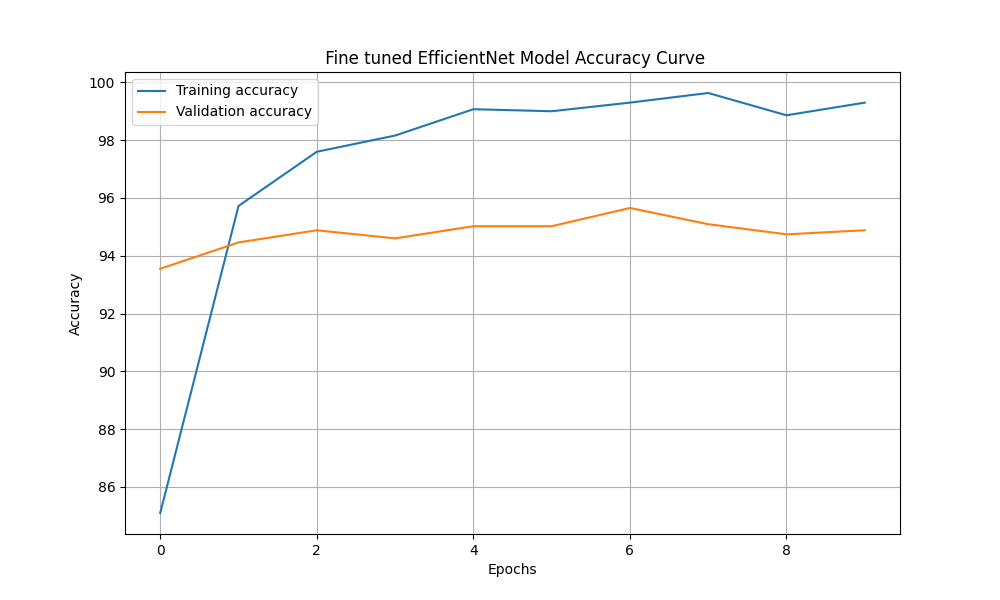 Fine tuned EfficientNet Model Accuracy Curve
Training accuracy
Validation accuracy
100
98
96
94
92
90
88
86
Accuracy
0 2 4 6 8
Epochs